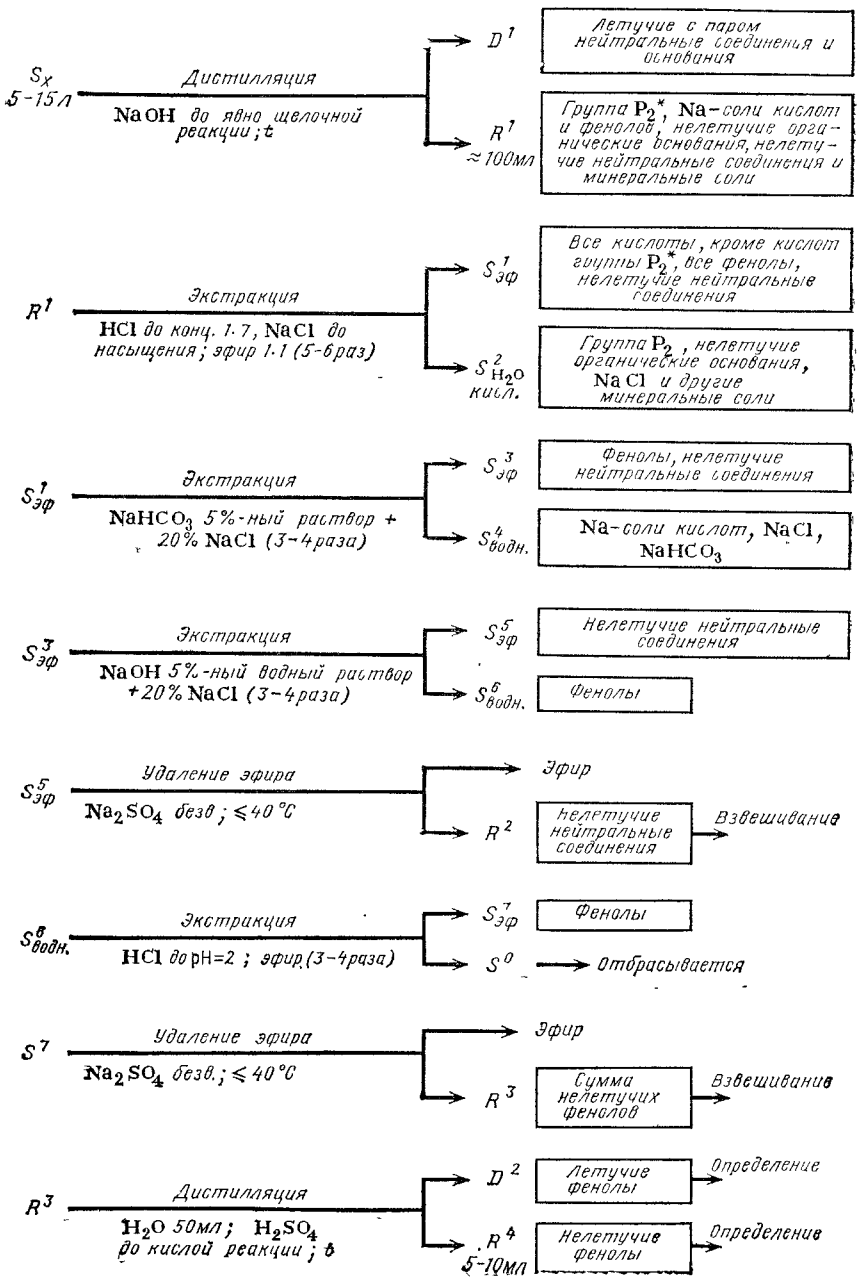 D¹
Летучие с паром
нейтральные соединения и
основания
Sx
5-15л
Дистилляция
NaOH до явно щелочной
реакции; t
R¹
≈100мл
Группа P₂*, Na-соли кислот
и фенолов, нелетучие орга-
нические основания, нелету-
чие нейтральные соединения и
минеральные соли
R¹
Экстракция
HCl до конц. 1·7, NaCl до
насыщения; эфир 1·1 (5-6 раз)
S¹эф
Все кислоты, кроме кислот
группы P₂*, все фенолы,
нелетучие нейтральные
соединения
S²H₂O
кисл.
Группа P₂, нелетучие
органические основания,
NaCl и другие
минеральные соли
S¹эф
Экстракция
NaHCO₃ 5%-ный раствор +
20% NaCl (3-4 раза)
S³эф
Фенолы, нелетучие
нейтральные соединения
S⁴водн.
Na-соли кислот, NaCl,
NaHCO₃
S³эф
Экстракция
NaOH 5%-ный водный раствор
+20% NaCl (3-4 раза)
S⁵эф
Нелетучие нейтральные
соединения
S⁶водн.
Фенолы
S⁵эф
Удаление эфира
Na₂SO₄ безв; ≤40°C
Эфир
R²
Нелетучие
нейтральные
соединения
Взвешивание
S⁶водн.
Экстракция
HCl до pH=2; эфир (3-4 раза)
S⁷эф
Фенолы
S⁰
Отбрасывается
S⁷
Удаление эфира
Na₂SO₄ безв.; ≤40°C
Эфир
R³
Сумма
нелетучих
фенолов
Взвешивание
R³
Дистилляция
H₂O 50мл; H₂SO₄
до кислой реакции; t
D²
Летучие
фенолы
Определение
R⁴
5-10мл
Нелетучие
фенолы
Определение